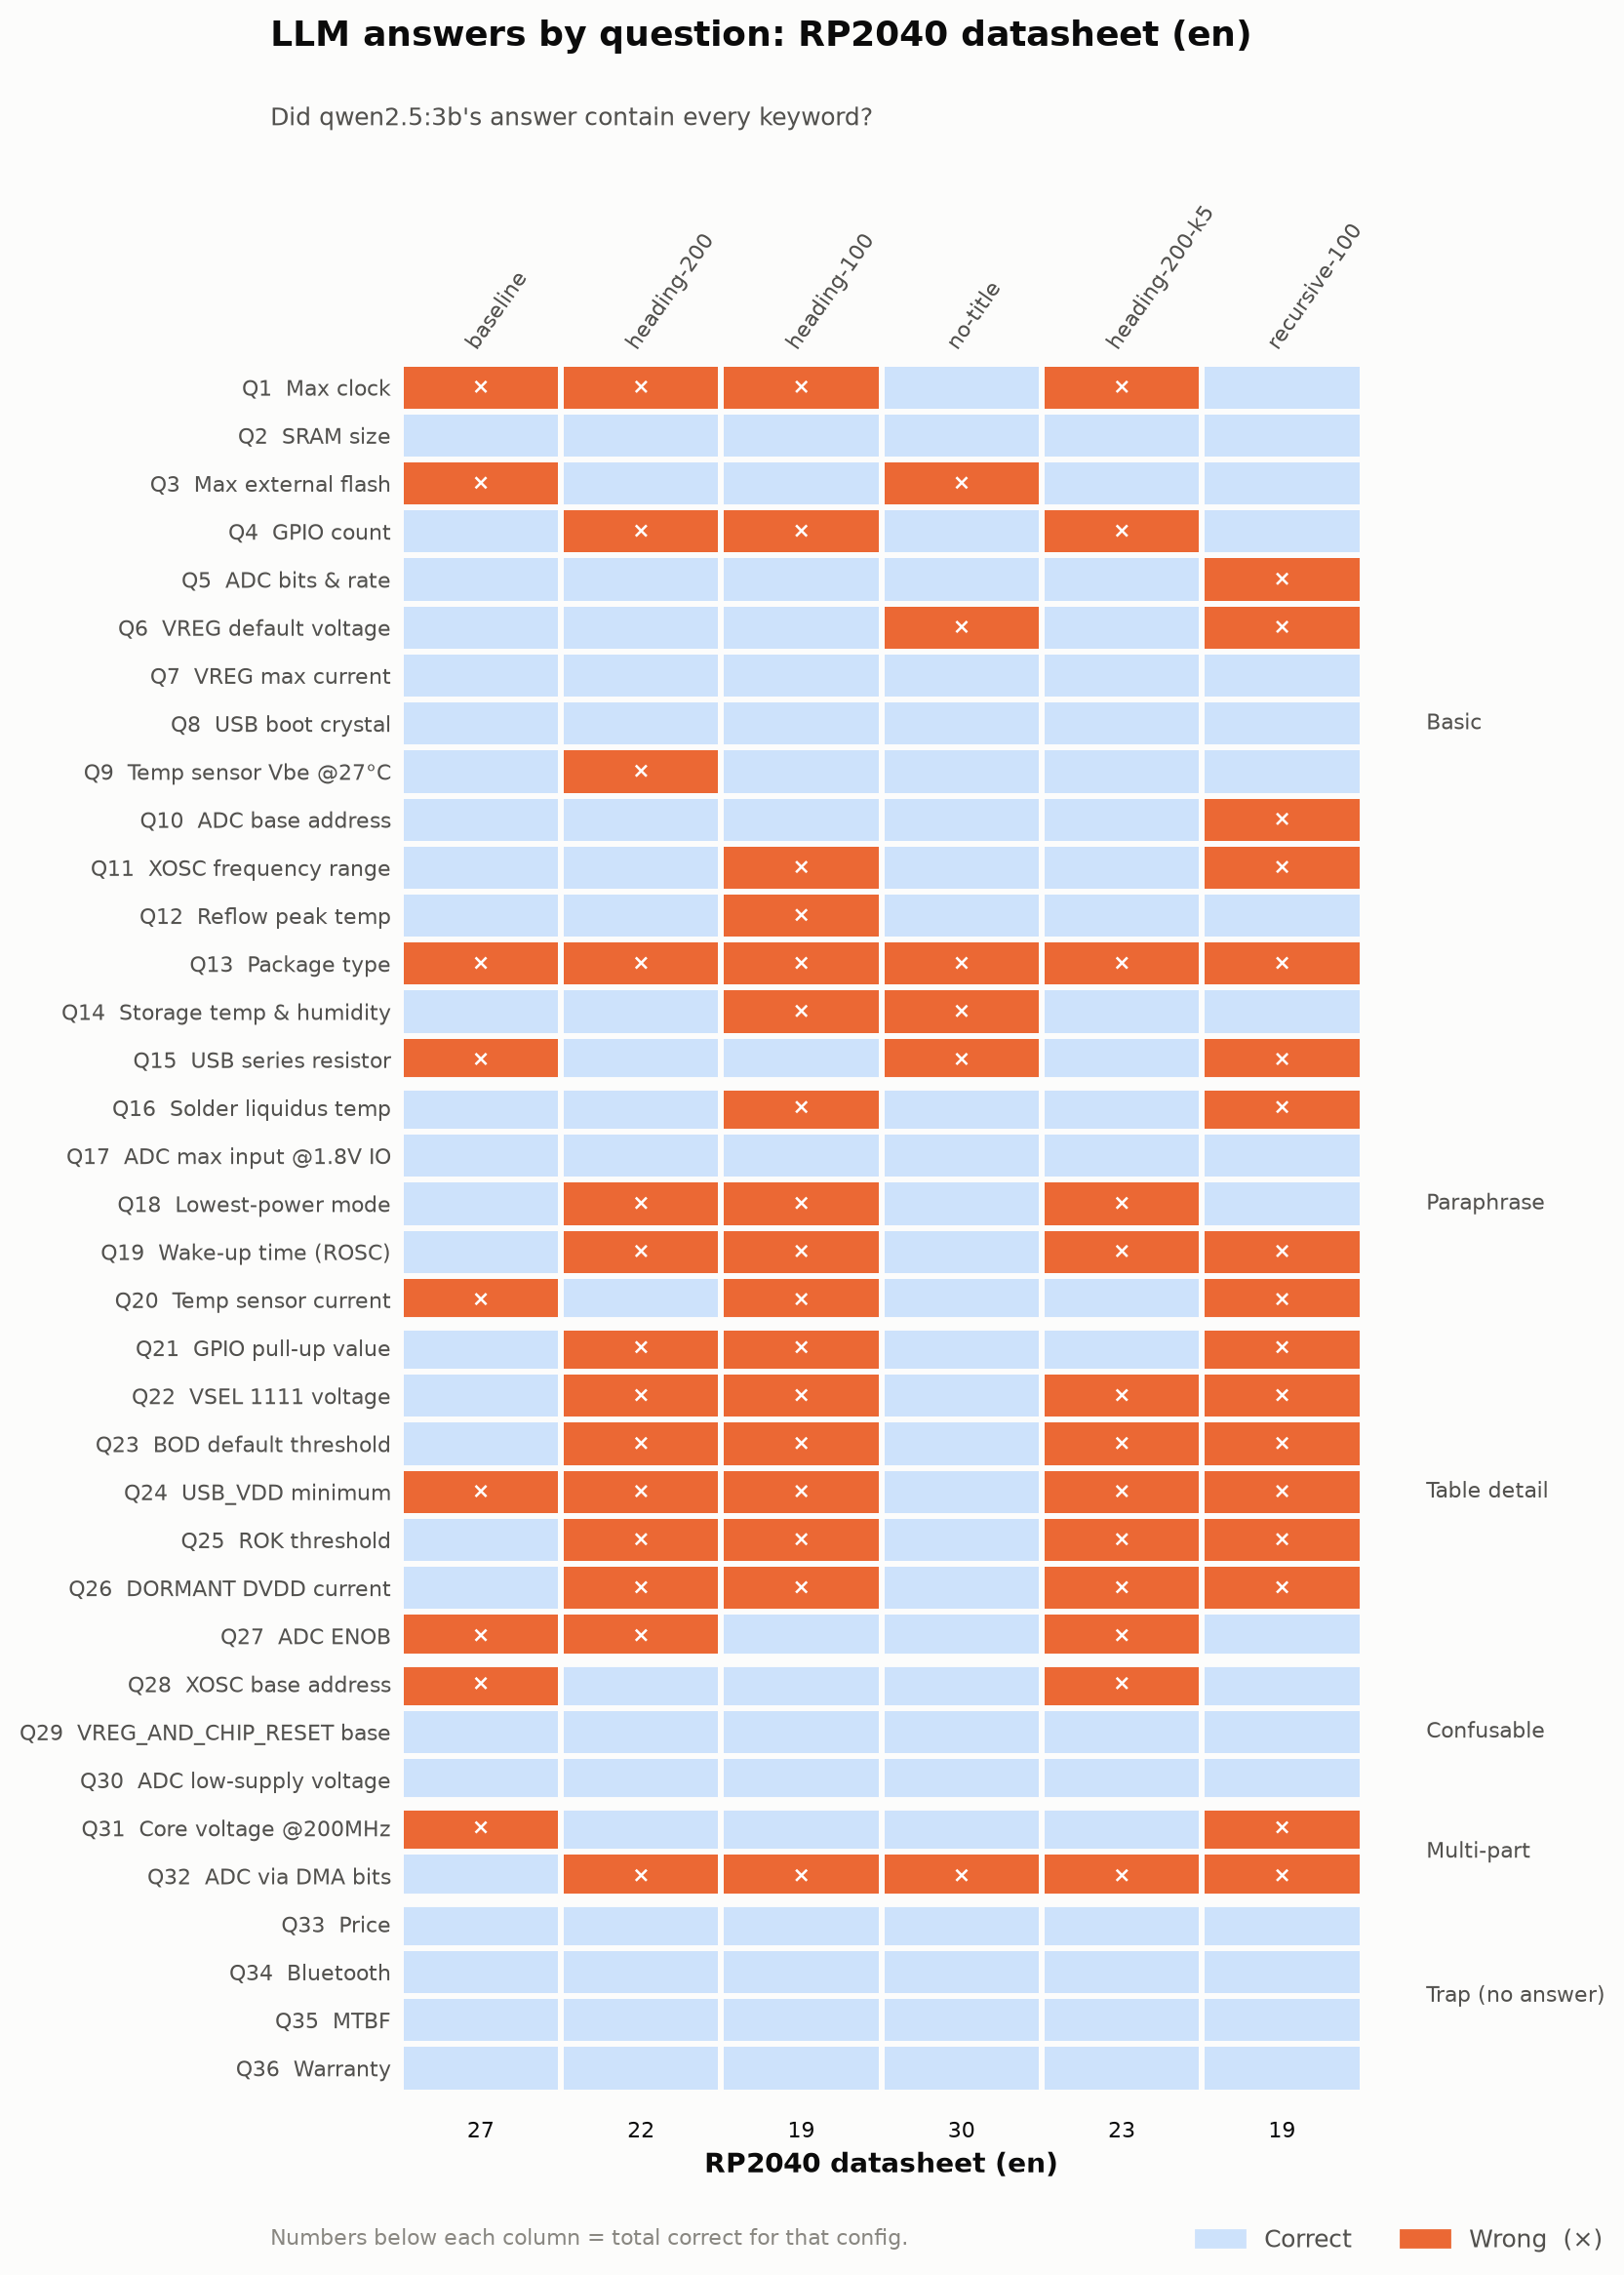 LLM answers by question: RP2040 datasheet (en)
Did qwen2.5:3b's answer contain every keyword?
baseline heading-200 heading-100 no-title heading-200-k5 recursive-100
Q1 Max clock × × × ×
Q2 SRAM size
Q3 Max external flash × ×
Q4 GPIO count × × ×
Q5 ADC bits & rate ×
Q6 VREG default voltage × ×
Q7 VREG max current
Q8 USB boot crystal
Basic
Q9 Temp sensor Vbe @27°C ×
Q10 ADC base address ×
Q11 XOSC frequency range × ×
Q12 Reflow peak temp ×
Q13 Package type × × × × × ×
Q14 Storage temp & humidity × ×
Q15 USB series resistor × × ×
Q16 Solder liquidus temp × ×
Q17 ADC max input @1.8V IO
Q18 Lowest-power mode × × × Paraphrase
Q19 Wake-up time (ROSC) × × × ×
Q20 Temp sensor current × × ×
Q21 GPIO pull-up value × × ×
Q22 VSEL 1111 voltage × × × ×
Q23 BOD default threshold × × × ×
Q24 USB_VDD minimum × × × × × Table detail
Q25 ROK threshold × × × ×
Q26 DORMANT DVDD current × × × ×
Q27 ADC ENOB × × ×
Q28 XOSC base address × ×
Q29 VREG_AND_CHIP_RESET base Confusable
Q30 ADC low-supply voltage
Q31 Core voltage @200MHz × ×
Multi-part
Q32 ADC via DMA bits × × × × ×
Q33 Price
Q34 Bluetooth
Trap (no answer)
Q35 MTBF
Q36 Warranty
27 22 19 30 23 19
RP2040 datasheet (en)
Numbers below each column = total correct for that config.
Correct Wrong (×)